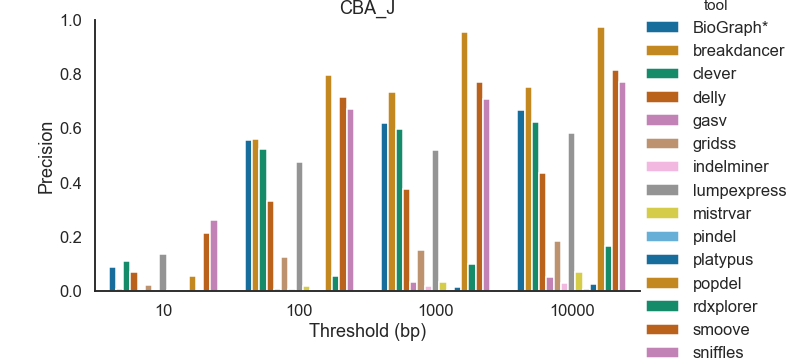 CBA_J
tool
BioGraph*
breakdancer
clever
delly
gasv
gridss
indelminer
lumpexpress
mistrvar
pindel
platypus
popdel
rdxplorer
smoove
sniffles
Precision
1.0
0.8
0.6
0.4
0.2
0.0
10 100 1000 10000
Threshold (bp)